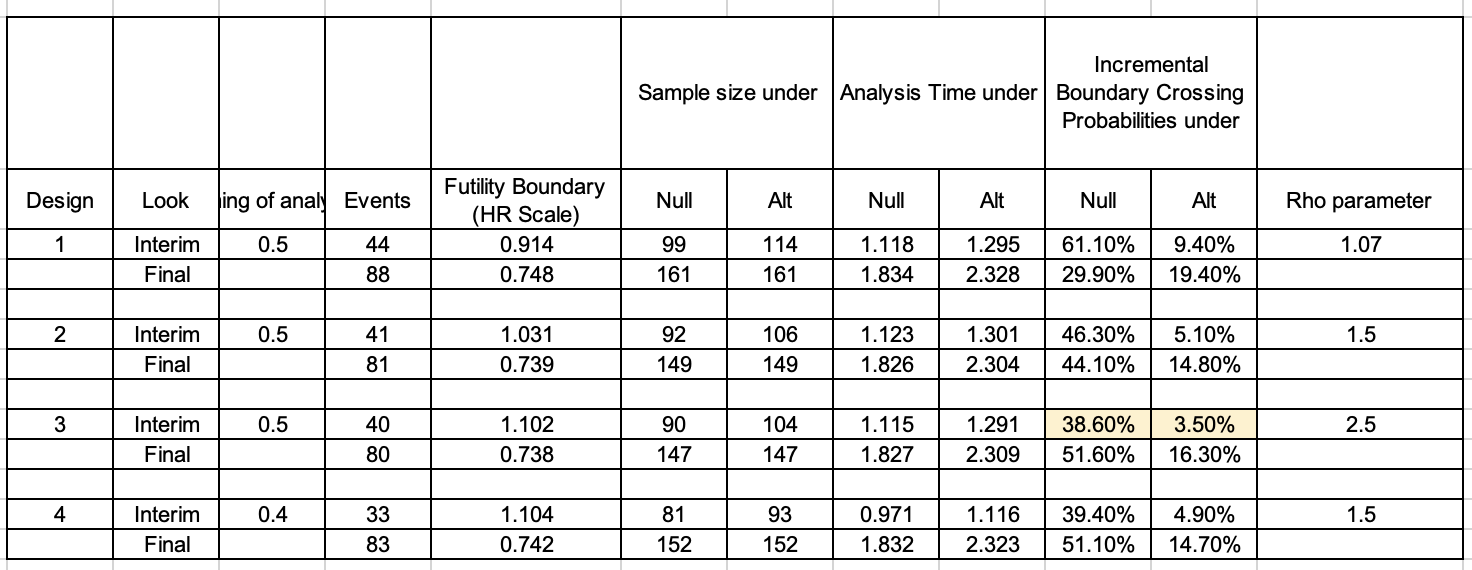 Sample size under Analysis Time under Incremental Boundary Crossing Probabilities under
Design Look ing of analy Events Futility Boundary (HR Scale) Null Alt Null Alt Null Alt Rho parameter
1 Interim 0.5 44 0.914 99 114 1.118 1.295 61.10% 9.40% 1.07
Final 88 0.748 161 161 1.834 2.328 29.90% 19.40%
2 Interim 0.5 41 1.031 92 106 1.123 1.301 46.30% 5.10% 1.5
Final 81 0.739 149 149 1.826 2.304 44.10% 14.80%
3 Interim 0.5 40 1.102 90 104 1.115 1.291 38.60% 3.50% 2.5
Final 80 0.738 147 147 1.827 2.309 51.60% 16.30%
4 Interim 0.4 33 1.104 81 93 0.971 1.116 39.40% 4.90% 1.5
Final 83 0.742 152 152 1.832 2.323 51.10% 14.70%